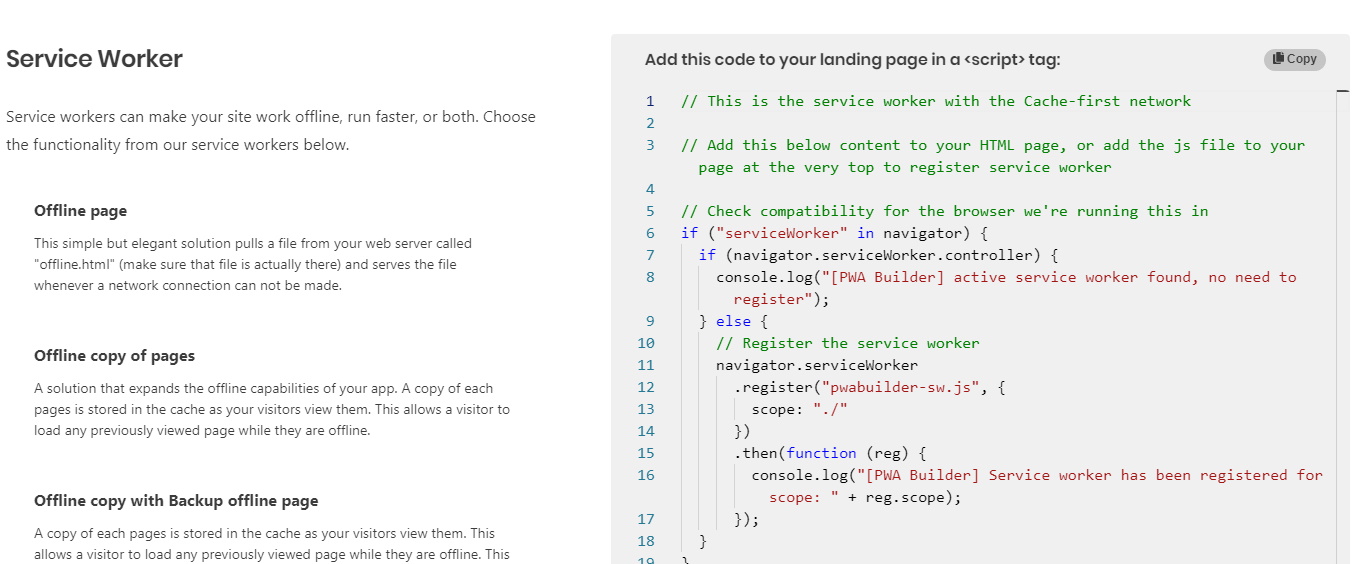 Service Worker
Service workers can make your site work offline, run faster, or both. Choose
the functionality from our service workers below.
Offline page
This simple but elegant solution pulls a file from your web server called
"offline.html" (make sure that file is actually there) and serves the file
whenever a network connection can not be made.
Offline copy of pages
A solution that expands the offline capabilities of your app. A copy of each
pages is stored in the cache as your visitors view them. This allows a visitor to
load any previously viewed page while they are offline.
Offline copy with Backup offline page
A copy of each pages is stored in the cache as your visitors view them. This
allows a visitor to load any previously viewed page while they are offline. This
Add this code to your landing page in a <script> tag:
Copy
1 // This is the service worker with the Cache-first network
2
3 // Add this below content to your HTML page, or add the js file to your
page at the very top to register service worker
4
5 // Check compatibility for the browser we're running this in
6 if ("serviceWorker" in navigator) {
7 if (navigator.serviceWorker.controller) {
8 console.log("[PWA Builder] active service worker found, no need to
register");
9 } else {
10 // Register the service worker
11 navigator.serviceWorker
12 .register("pwabuilder-sw.js", {
13 scope: "./"
14 })
15 .then(function (reg) {
16 console.log("[PWA Builder] Service worker has been registered for
scope: " + reg.scope);
17 });
18 }
19 }